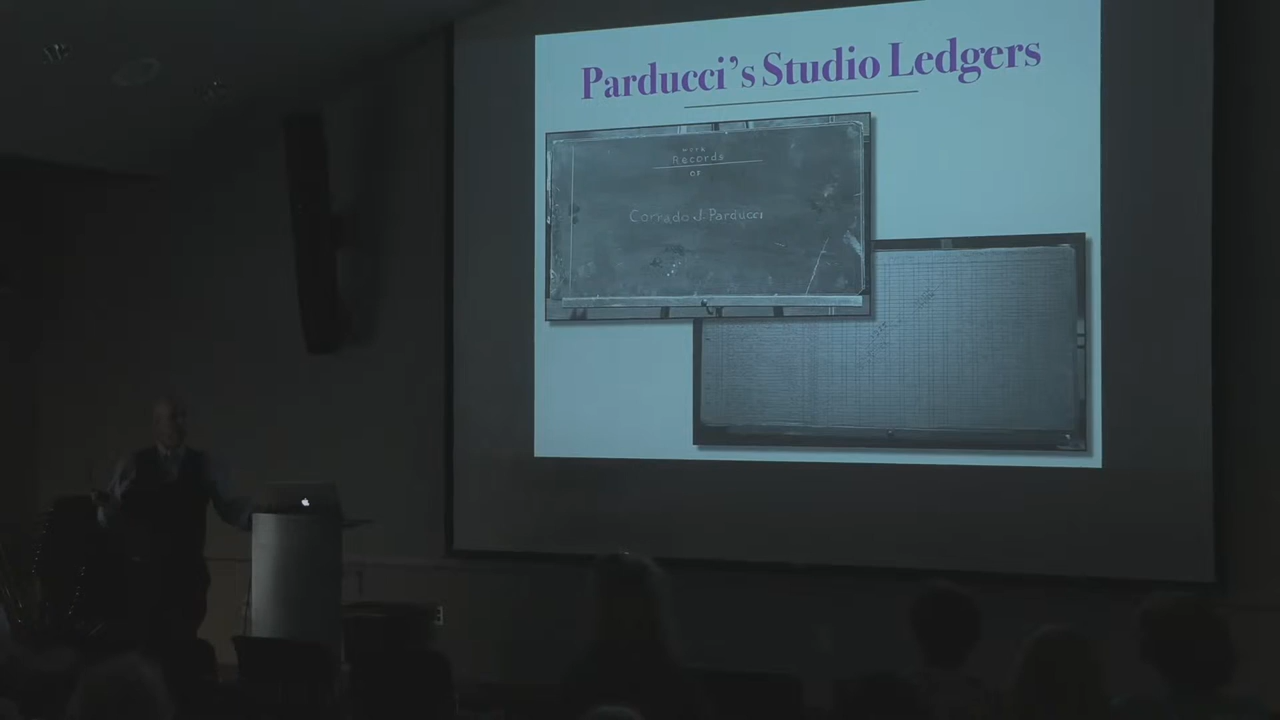 Parducci's Studio Ledgers
work
Records
OF
Corrado J. Parducci